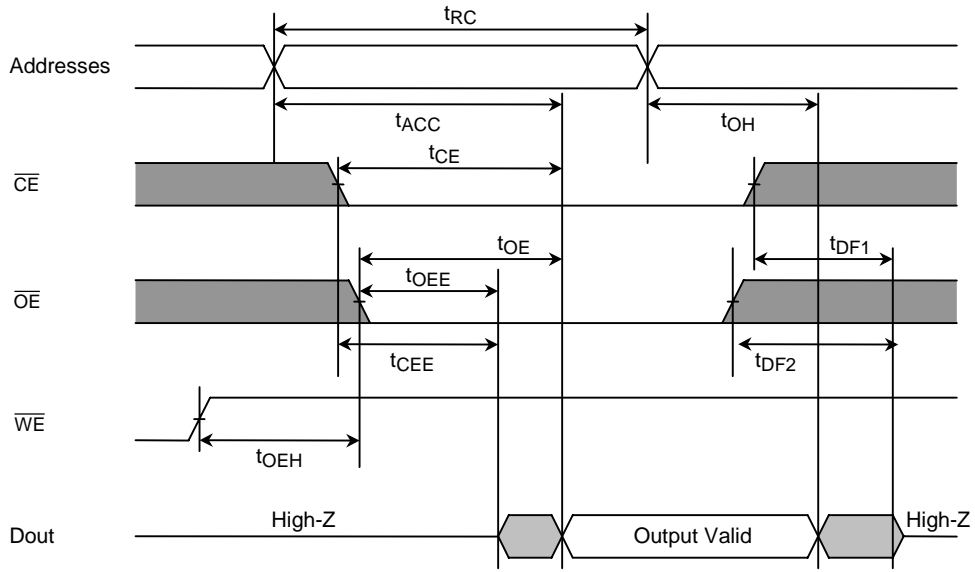 tRC
Addresses
tACC
tOH
tCE
CE
tOE
tDF1
tOEE
OE
tCEE
tDF2
WE
tOEH
High-Z
Output Valid
High-Z
Dout